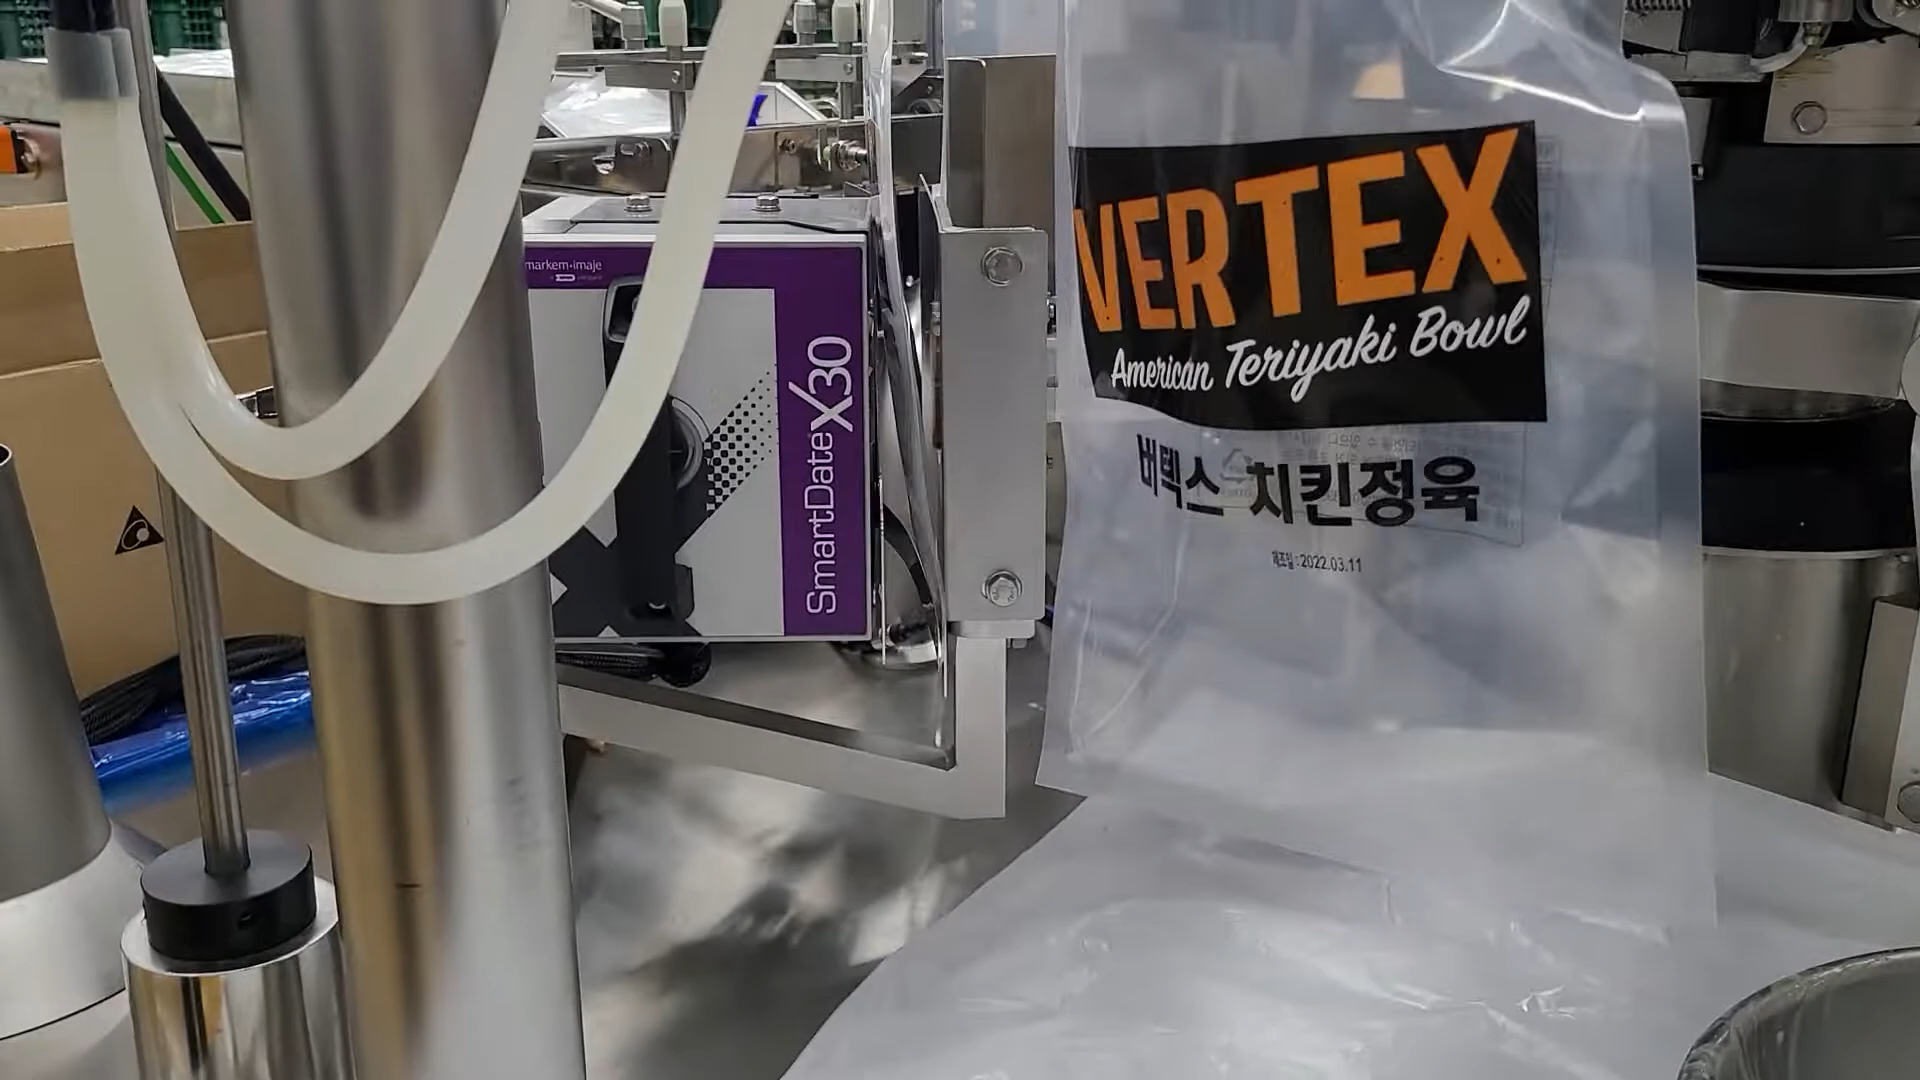 markem·imaje
SmartDate X30
VERTEX
American Teriyaki Bowl
버텍스 치킨정육
제조일 : 2022.03.11